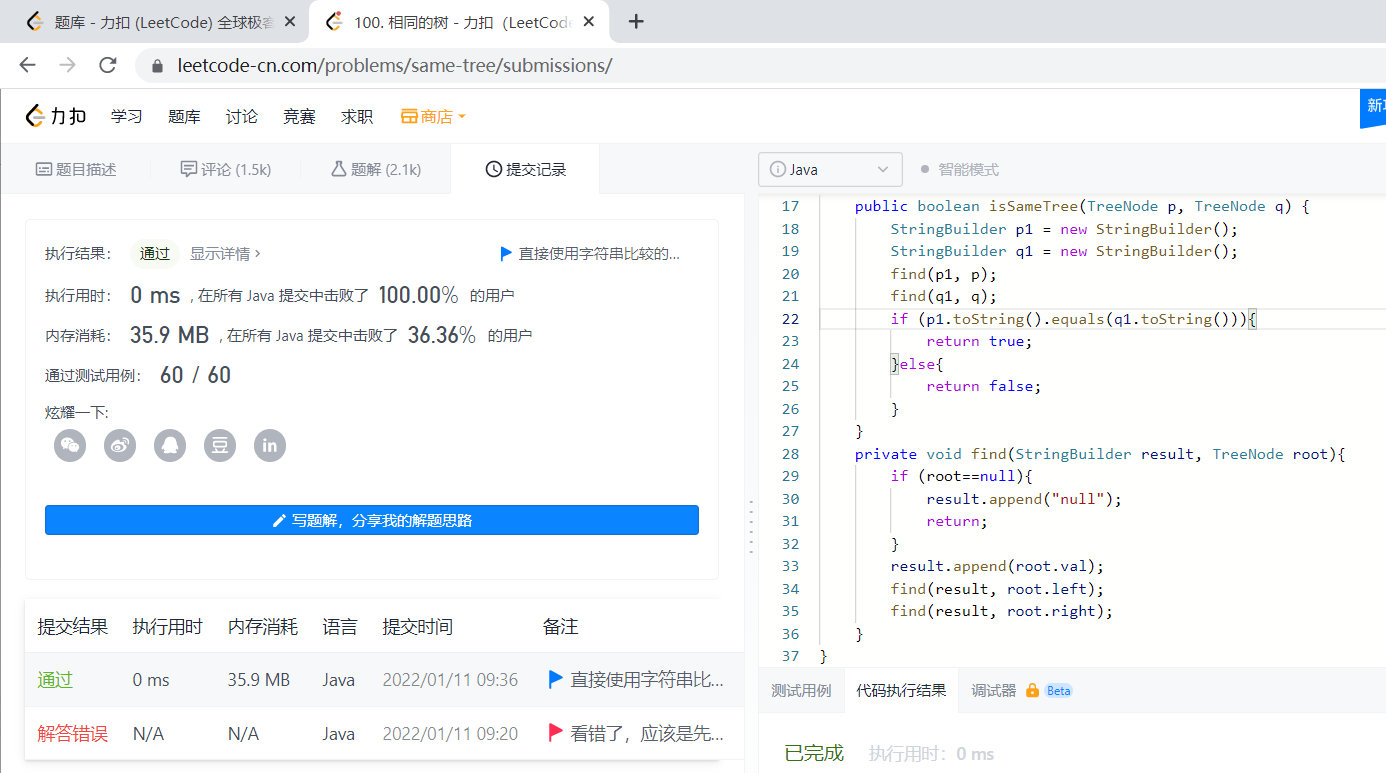 题库 - 力扣 (LeetCode) 全球极客
100. 相同的树 - 力扣（LeetCode
leetcode-cn.com/problems/same-tree/submissions/
力扣 学习 题库 讨论 竞赛 求职 商店
题目描述 评论 (1.5k) 题解 (2.1k) 提交记录
执行结果： 通过 显示详情 › 直接使用字符串比较的...
执行用时： 0 ms , 在所有 Java 提交中击败了 100.00% 的用户
内存消耗： 35.9 MB , 在所有 Java 提交中击败了 36.36% 的用户
通过测试用例： 60 / 60
炫耀一下:
豆 in
写题解，分享我的解题思路
提交结果 执行用时 内存消耗 语言 提交时间 备注
通过 0 ms 35.9 MB Java 2022/01/11 09:36 直接使用字符串比...
解答错误 N/A N/A Java 2022/01/11 09:20 看错了，应该是先...
Java 智能模式
17 public boolean isSameTree(TreeNode p, TreeNode q) {
18 StringBuilder p1 = new StringBuilder();
19 StringBuilder q1 = new StringBuilder();
20 find(p1, p);
21 find(q1, q);
22 if (p1.toString().equals(q1.toString())){
23 return true;
24 }else{
25 return false;
26 }
27 }
28 private void find(StringBuilder result, TreeNode root){
29 if (root==null){
30 result.append("null");
31 return;
32 }
33 result.append(root.val);
34 find(result, root.left);
35 find(result, root.right);
36 }
37 }
测试用例 代码执行结果 调试器 Beta
已完成 执行用时：0 ms